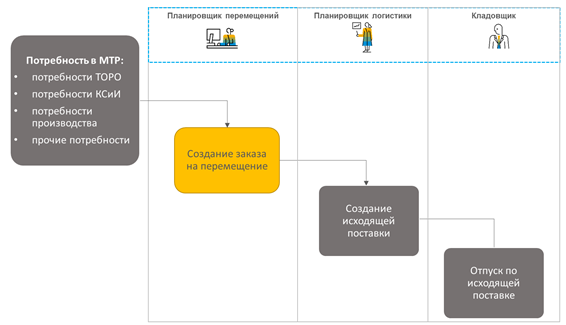 Планировщик перемещений
Планировщик логистики
Кладовщик
Потребность в МТР:
• потребности ТОРО
• потребности КСиИ
• потребности
производства
• прочие потребности
Создание заказа
на перемещение
Создание
исходящей
поставки
Отпуск по
исходящей
поставке